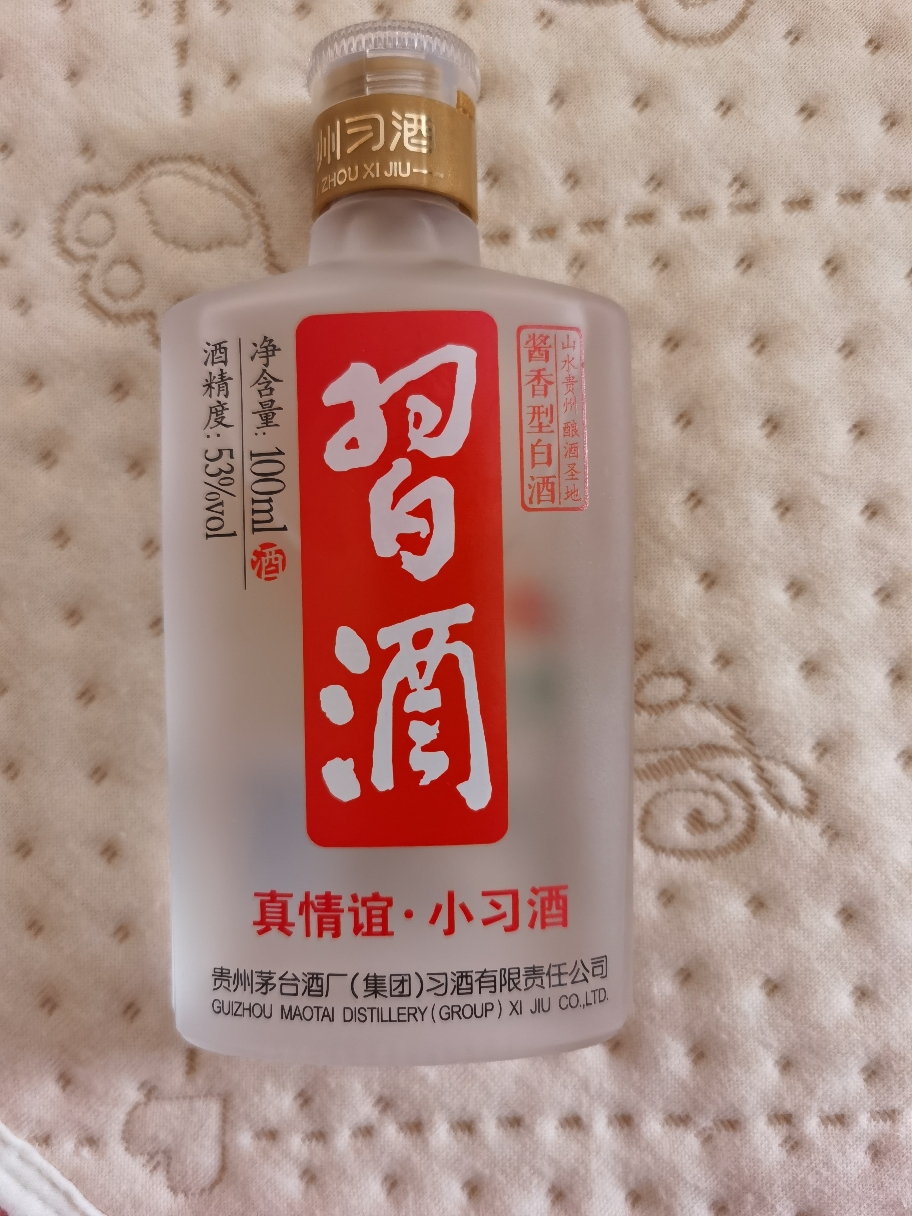 州习酒
ZHOU XI JIU
山水贵州酿酒圣地
酱香型白酒
習酒
净含量:100ml
酒
酒精度:53%vol
真情谊·小习酒
贵州茅台酒厂(集团)习酒有限责任公司
GUIZHOU MAOTAI DISTILLERY(GROUP) XI JIU CO.,LTD.